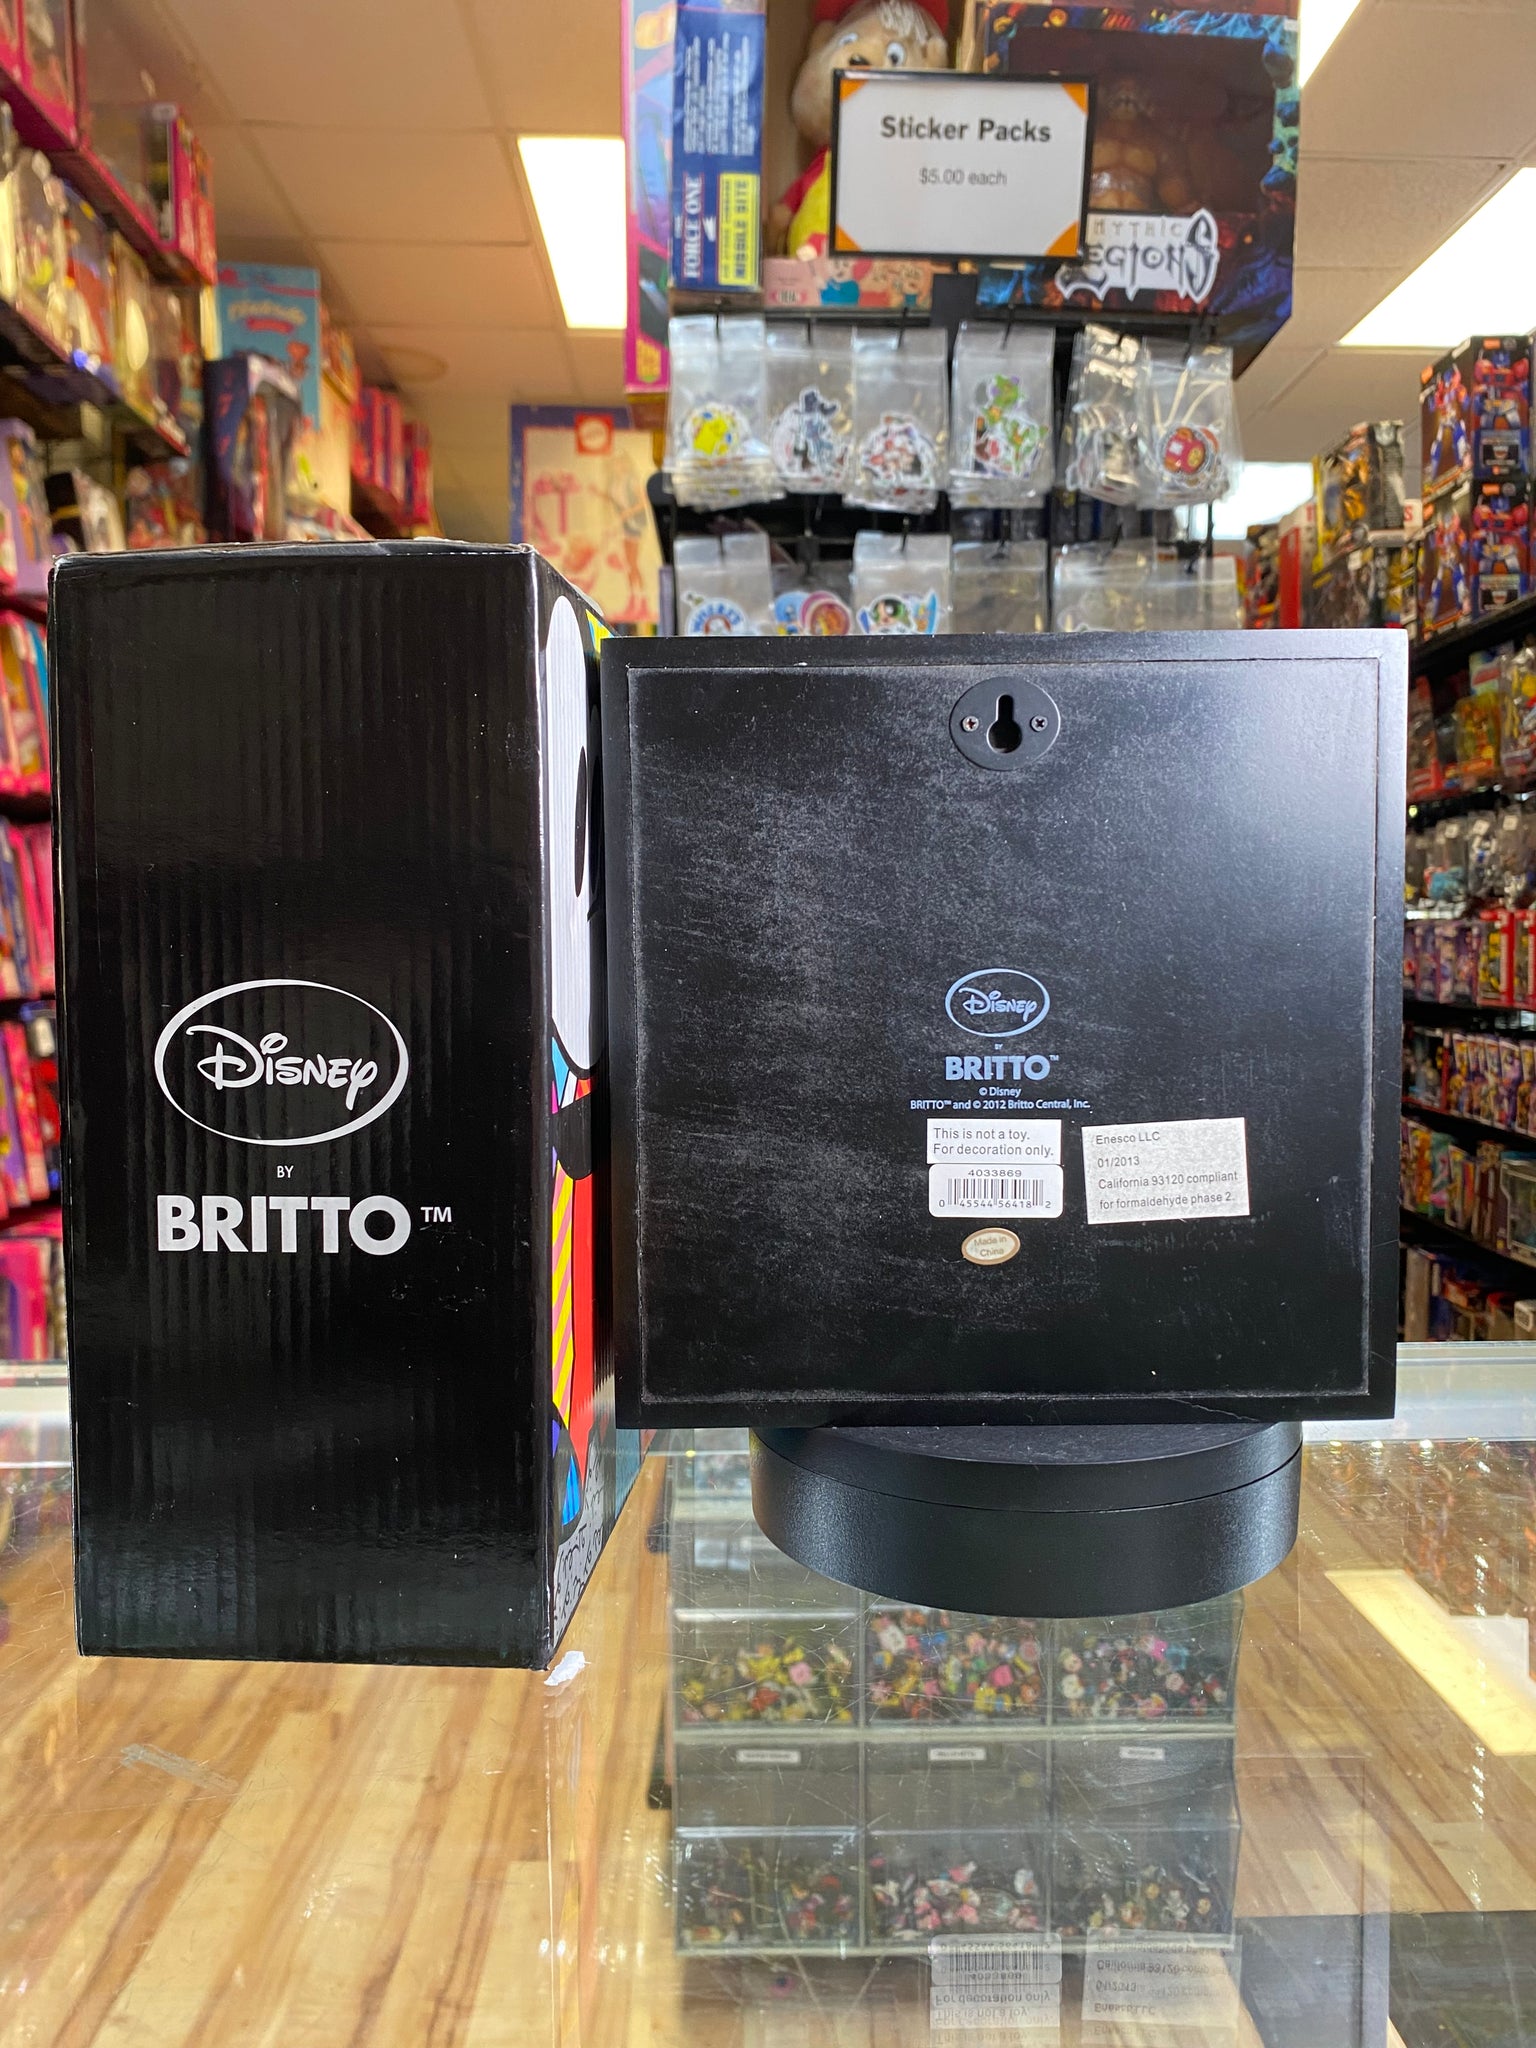 Sticker Packs
$5.00 each
FORCE ONE
MISSILE SITE
MYTHIC
LEGIONS
Disney
BY
BRITTO™
Disney
BY
BRITTO™
© Disney
BRITTO™ and © 2012 Britto Central, Inc.
This is not a toy.
For decoration only.
4033869
0 45544 56418 2
Made in
China
Enesco LLC
01/2013
California 93120 compliant
for formaldehyde phase 2.